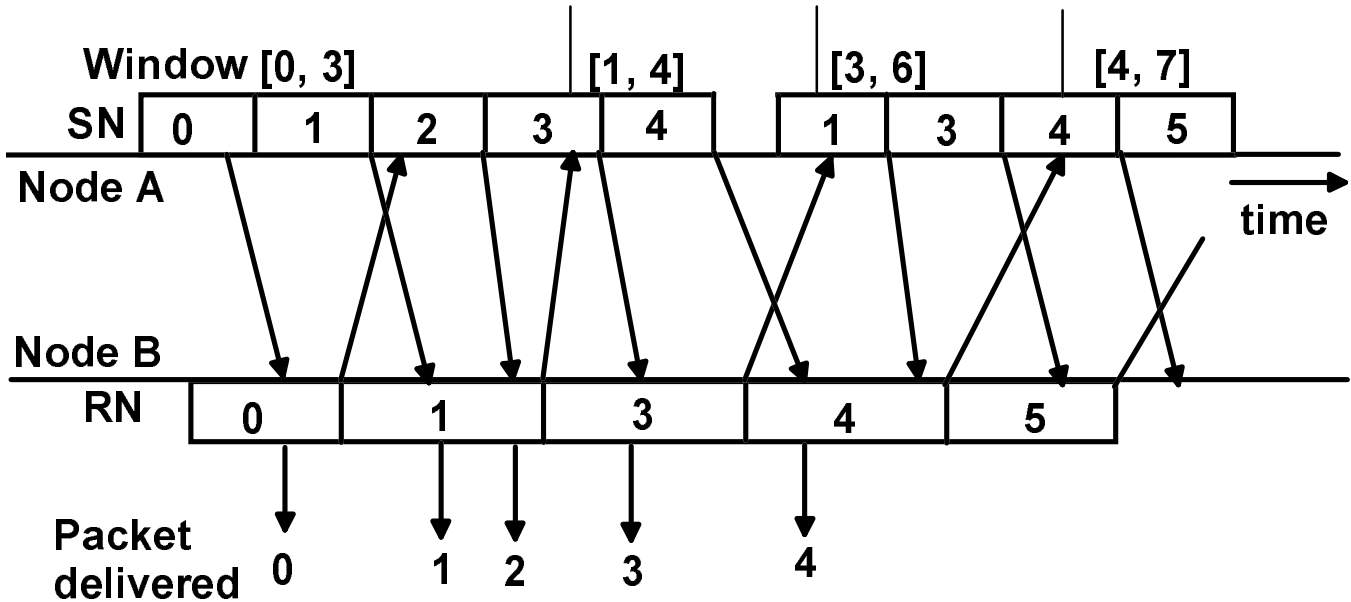 Window [0, 3] [1, 4] [3, 6] [4, 7]
SN 0 1 2 3 4 1 3 4 5
Node A
time
Node B
RN 0 1 3 4 5
Packet
delivered 0 1 2 3 4